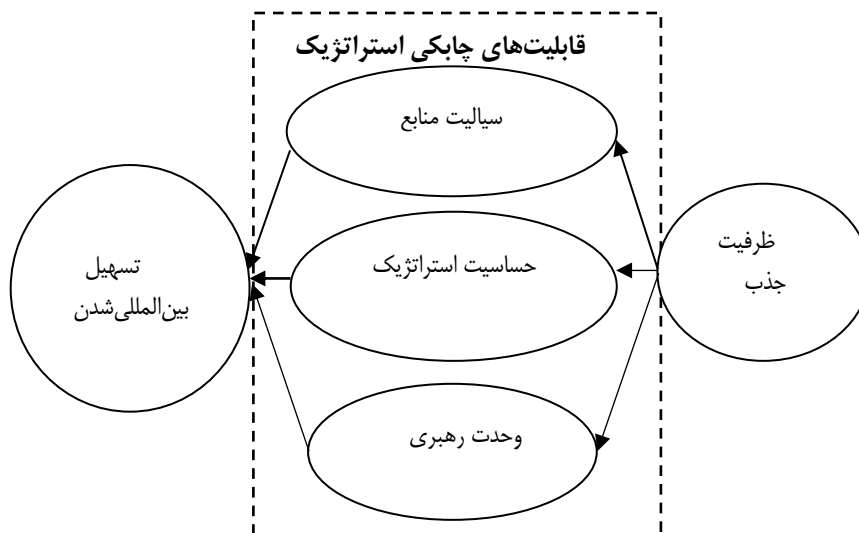 قابلیت‌های چابکی استراتژیک
سیالیت منابع
ظرفیت
جذب
حساسیت استراتژیک
تسهیل
بین‌المللی‌شدن
وحدت رهبری